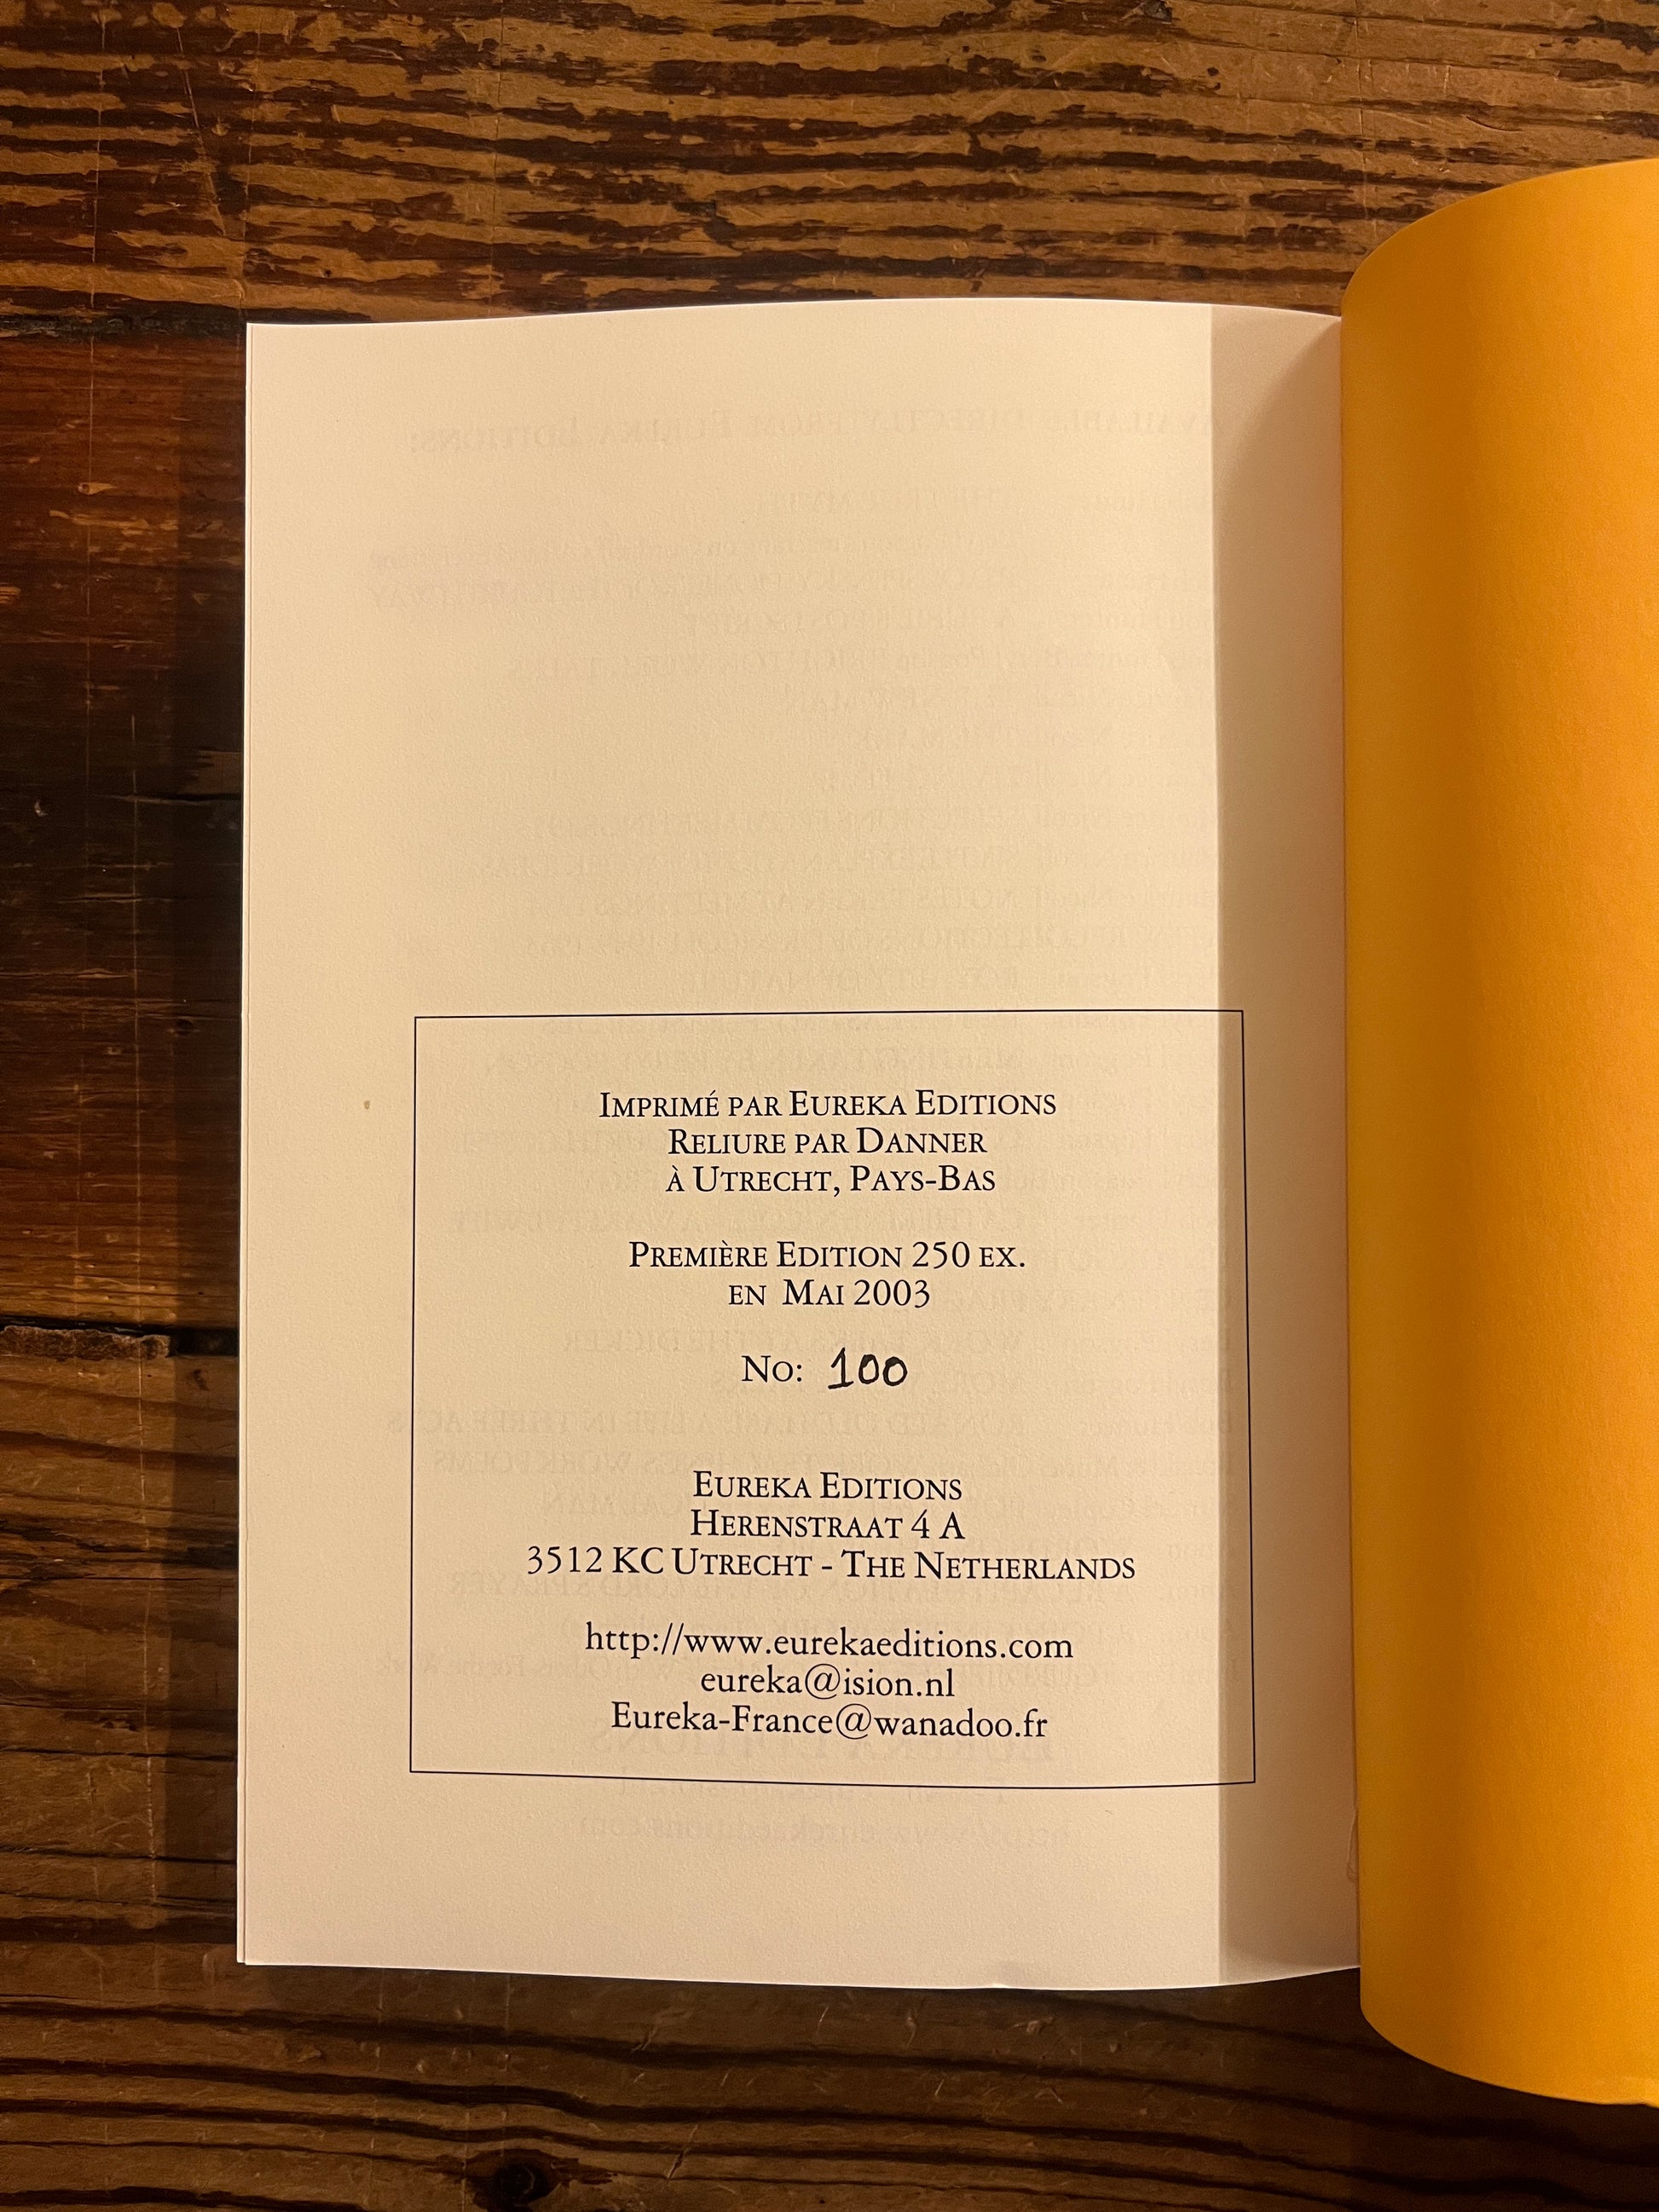 IMPRIMÉ PAR EUREKA EDITIONS
RELIURE PAR DANNER
À UTRECHT, PAYS-BAS
PREMIÈRE EDITION 250 EX.
EN MAI 2003
NO: 100
EUREKA EDITIONS
HERENSTRAAT 4 A
3512 KC UTRECHT - THE NETHERLANDS
http://www.eurekaeditions.com
eureka@ision.nl
Eureka-France@wanadoo.fr